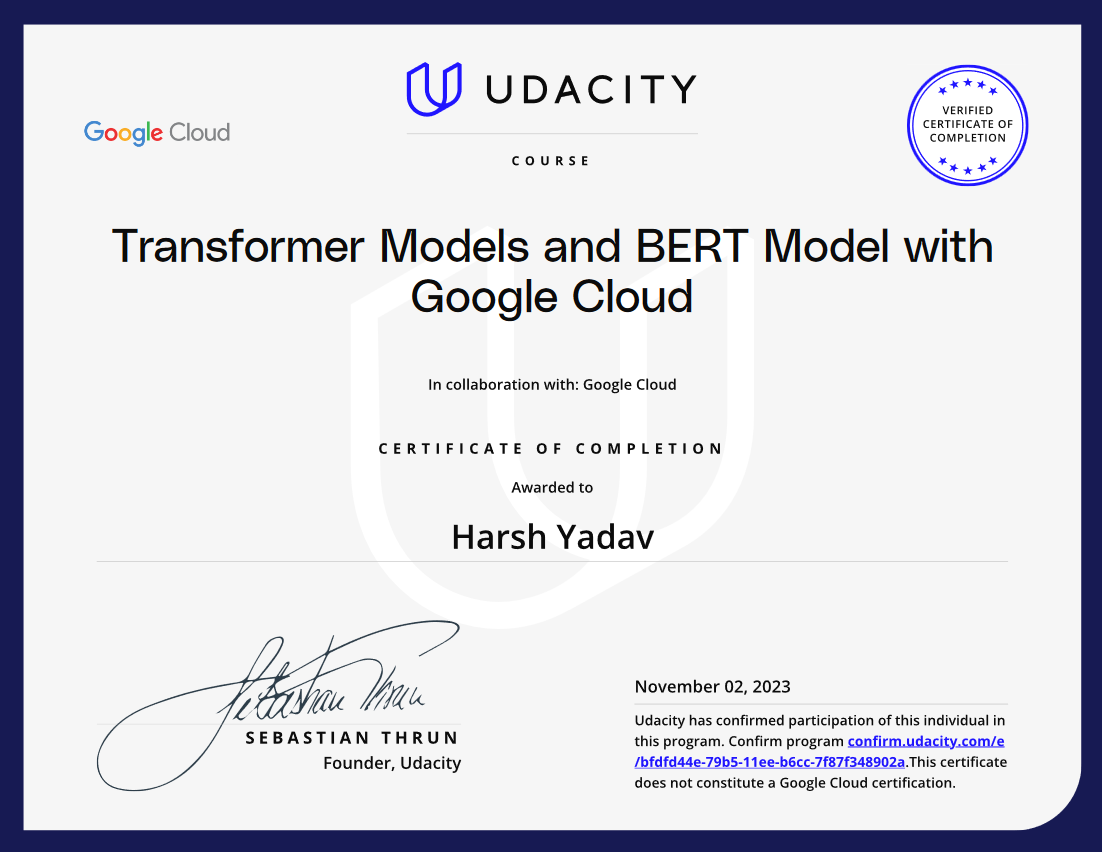 UDACITY
Google Cloud
VERIFIED
CERTIFICATE OF
COMPLETION
COURSE
Transformer Models and BERT Model with
Google Cloud
In collaboration with: Google Cloud
CERTIFICATE OF COMPLETION
Awarded to
Harsh Yadav
Sebastian Thrun
SEBASTIAN THRUN
Founder, Udacity
November 02, 2023
Udacity has confirmed participation of this individual in
this program. Confirm program confirm.udacity.com/e
/bfdfd44e-79b5-11ee-b6cc-7f87f348902a.This certificate
does not constitute a Google Cloud certification.